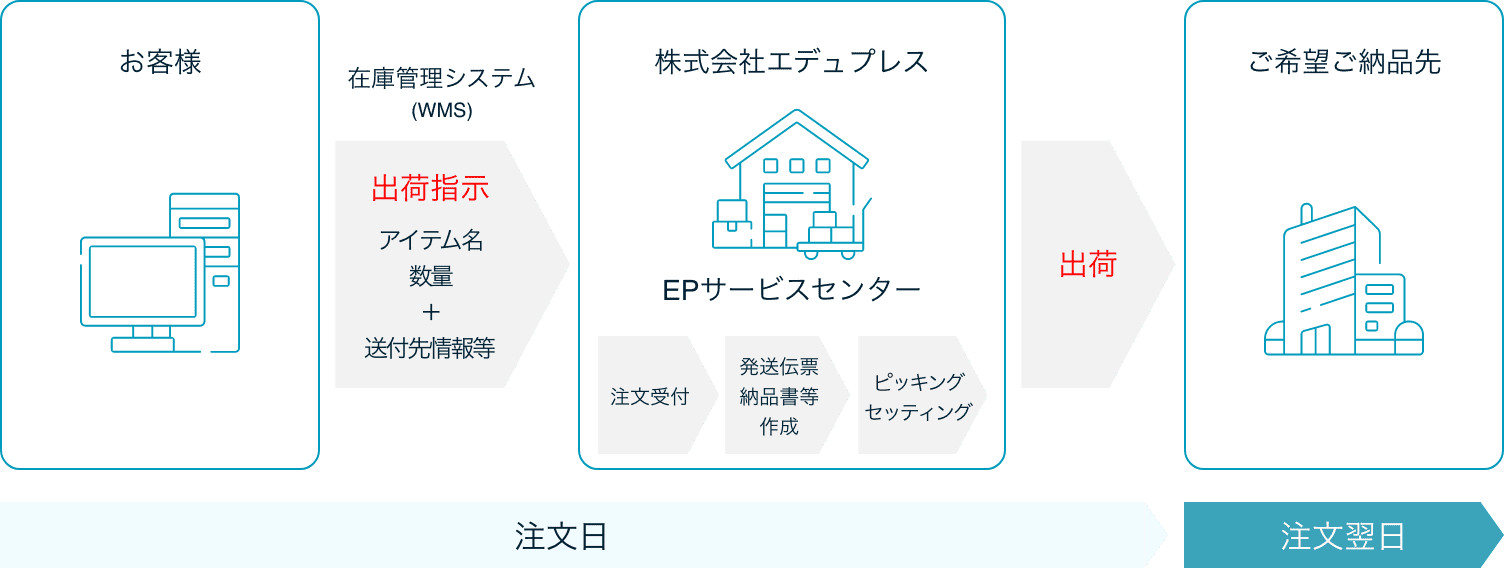 お客様
在庫管理システム
(WMS)
出荷指示
アイテム名
数量
+
送付先情報等
株式会社エデュプレス
EPサービスセンター
注文受付
発送伝票
納品書等
作成
ピッキング
セッティング
出荷
ご希望ご納品先
注文日
注文翌日